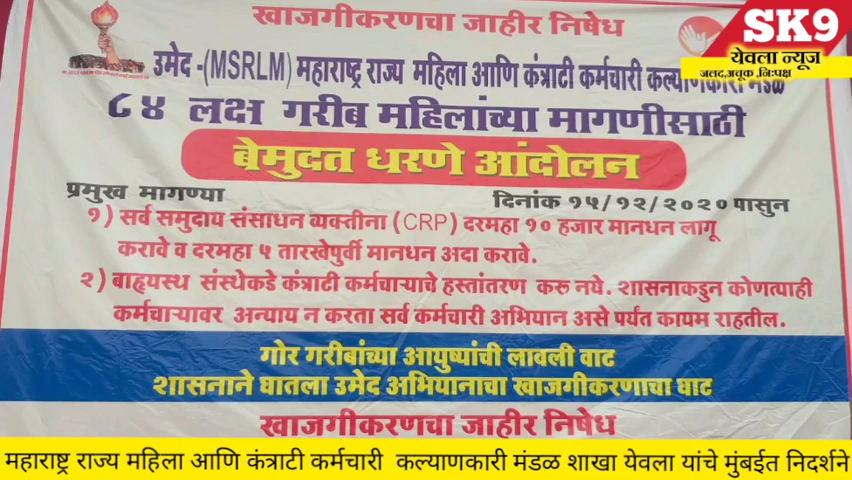 खाजगीकरणचा जाहीर निषेध
SK9
येवला न्यूज
जलद,अचूक,नि:पक्ष
उमेद -(MSRLM) महाराष्ट्र राज्य महिला आणि कंत्राटी कर्मचारी कल्याणकारी मंडळ
८४ लक्ष गरीब महिलांच्या मागणीसाठी
बेमुदत धरणे आंदोलन
प्रमुख मागण्या
दिनांक १५/१२/२०२० पासुन
१) सर्व समुदाय संसाधन व्यक्तीना (CRP) दरमहा १० हजार मानधन लागू
करावे व दरमहा ५ तारखेपुर्वी मानधन अदा करावे.
२) बाहृयस्थ संस्थेकडे कंत्राटी कर्मचाऱ्याचे हस्तांतरण करू नये. शासनाकडुन कोणत्याही
कर्मचाऱ्यावर अन्याय न करता सर्व कर्मचारी अभियान असे पर्यंत कायम राहतील.
गोर गरीबांच्या आयुष्यांची लावली वाट
शासनाने घातला उमेद अभियानाचा खाजगीकरणाचा घाट
खाजगीकरणचा जाहीर निषेध
महाराष्ट्र राज्य महिला आणि कंत्राटी कर्मचारी कल्याणकारी मंडळ शाखा येवला यांचे मुंबईत निदर्शने